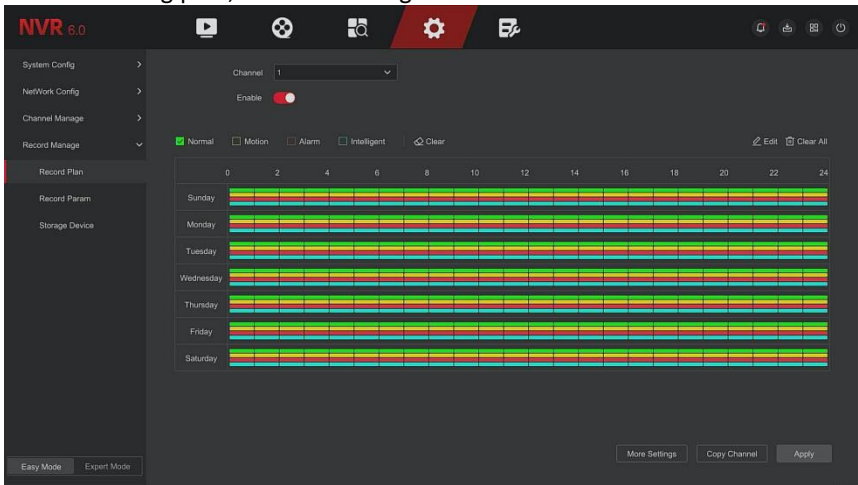 NVR 6.0
System Config
NetWork Config
Channel Manage
Record Manage
Record Plan
Record Param
Storage Device
Easy Mode Expert Mode
Channel 1
Enable
Normal Motion Alarm Intelligent Clear Edit Clear All
0 2 4 6 8 10 12 14 16 18 20 22 24
Sunday
Monday
Tuesday
Wednesday
Thursday
Friday
Saturday
More Settings Copy Channel Apply